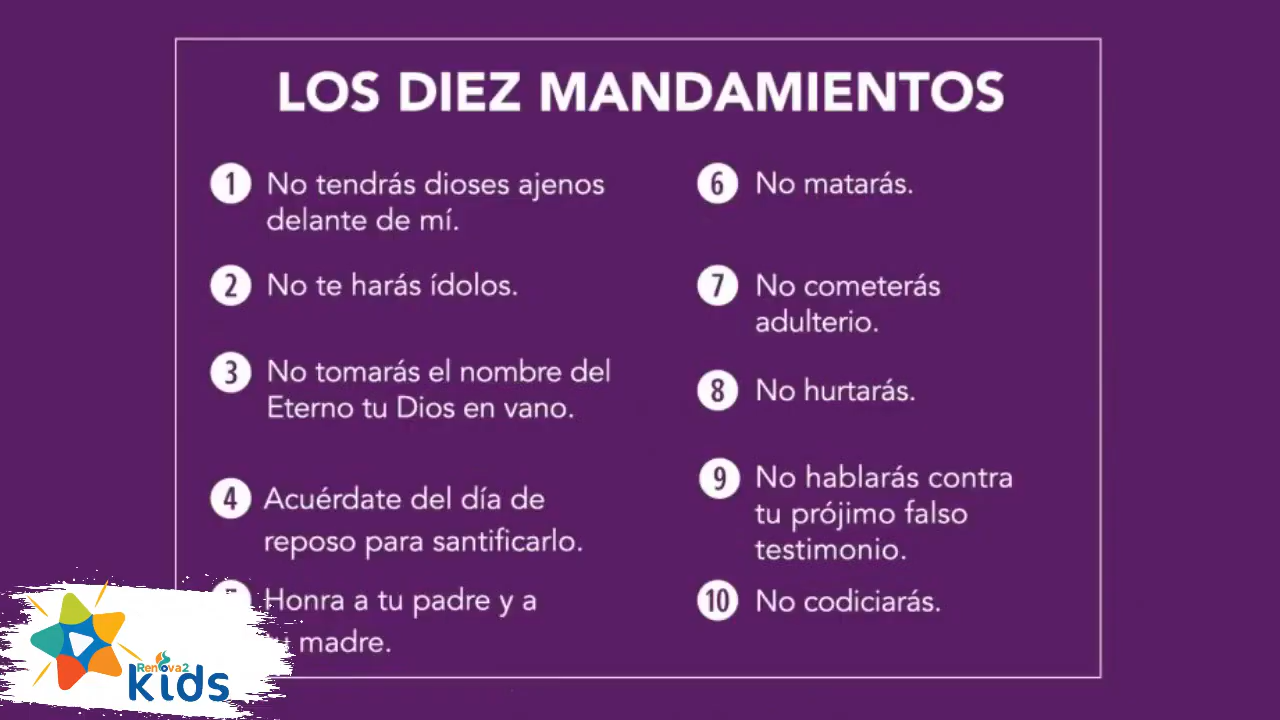 LOS DIEZ MANDAMIENTOS
1 No tendrás dioses ajenos
delante de mí.
2 No te harás ídolos.
3 No tomarás el nombre del
Eterno tu Dios en vano.
4 Acuérdate del día de
reposo para santificarlo.
Honra a tu padre y a
madre.
6 No matarás.
7 No cometerás
adulterio.
8 No hurtarás.
9 No hablarás contra
tu prójimo falso
testimonio.
10 No codiciarás.
Renova2
kids